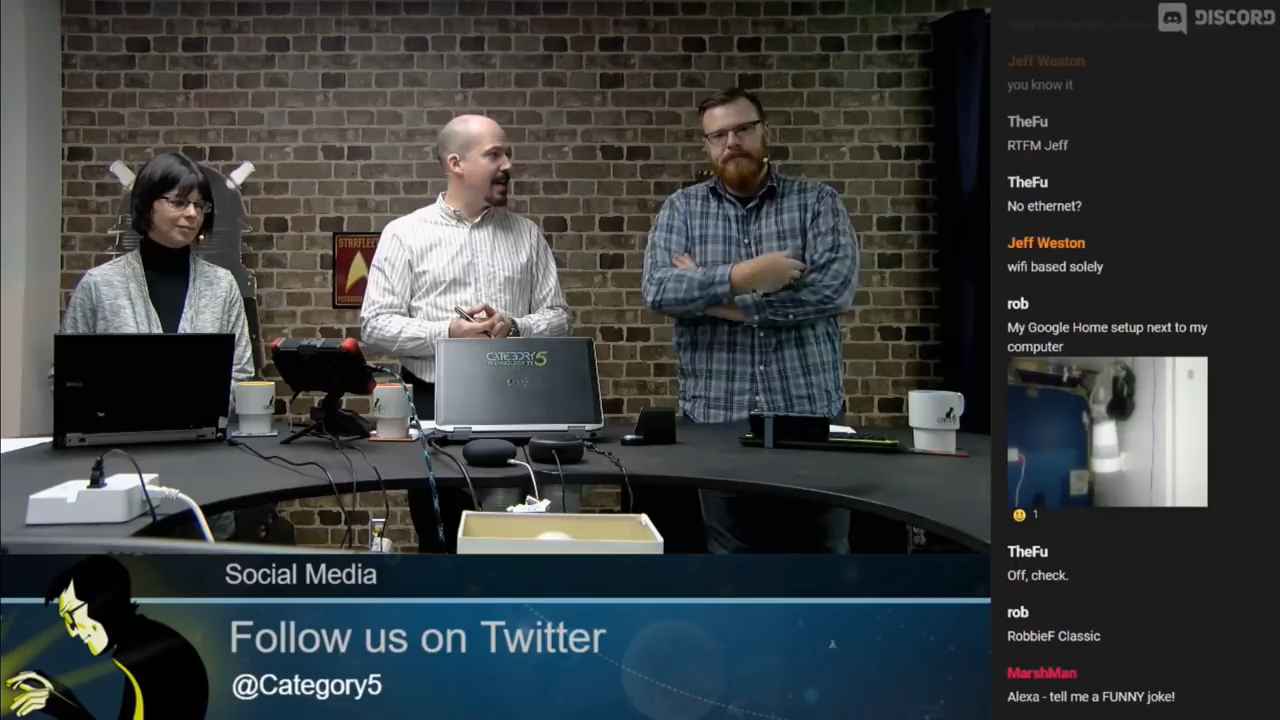 DISCORD
Jeff Weston
you know it
TheFu
RTFM Jeff
TheFu
No ethernet?
Jeff Weston
wifi based solely
rob
My Google Home setup next to my
computer
1
TheFu
Off, check.
rob
RobbieF Classic
MarshMan
Alexa - tell me a FUNNY joke!
STARFLEET
CATEGORY5
TECHNOLOGY TV
DELL
Social Media
Follow us on Twitter
@Category5